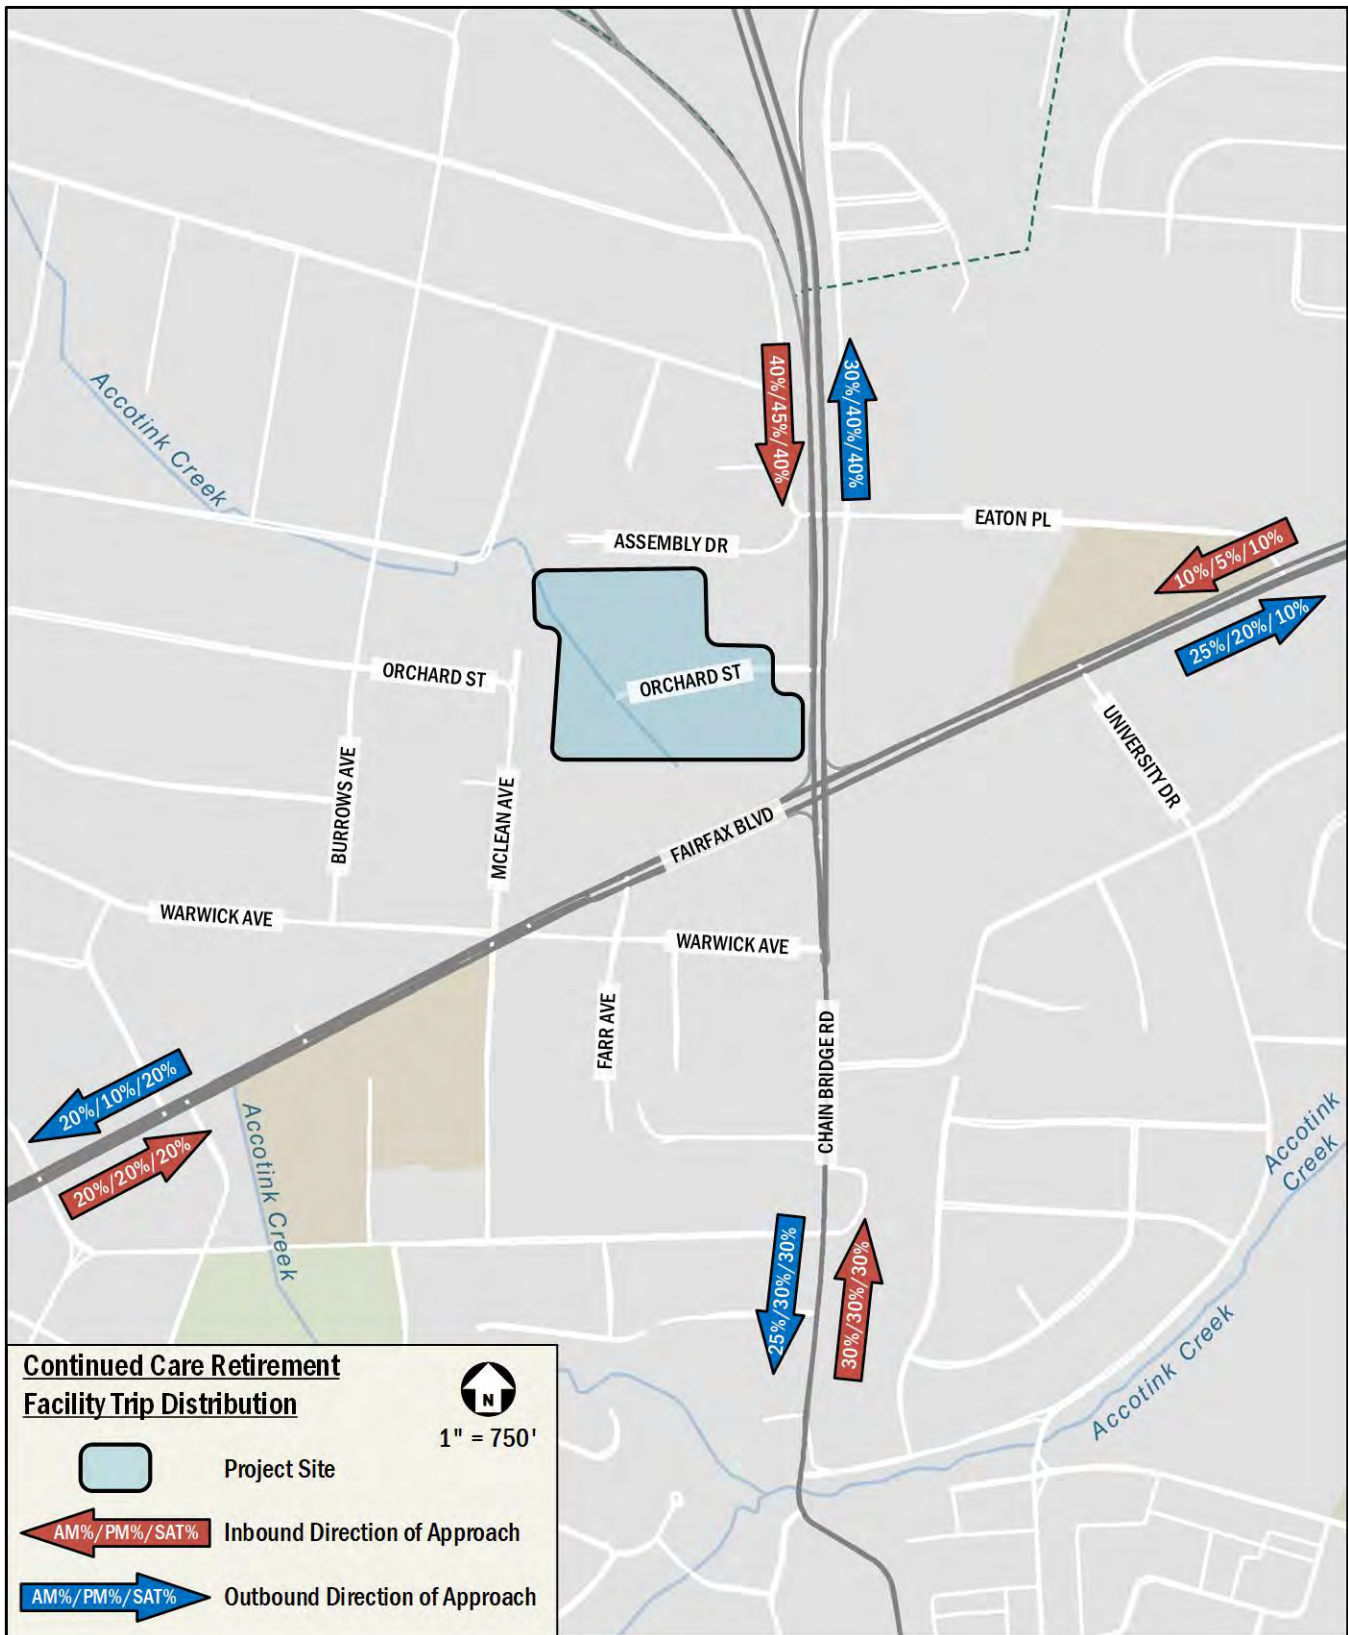 Accotink Creek
40%/45%/40%
30%/40%/40%
EATON PL
ASSEMBLY DR
10%/5%/10%
25%/20%/10%
ORCHARD ST
ORCHARD ST
UNIVERSITY DR
BURROWS AVE
MCLEAN AVE
FAIRFAX BLVD
WARWICK AVE
WARWICK AVE
FARR AVE
CHAIN BRIDGE RD
20%/10%/20%
20%/20%/20%
Accotink Creek
Accotink
Creek
25%/30%/30%
30%/30%/30%
Accotink Creek
Continued Care Retirement
Facility Trip Distribution
N
1" = 750'
Project Site
AM%/PM%/SAT%
Inbound Direction of Approach
AM%/PM%/SAT%
Outbound Direction of Approach